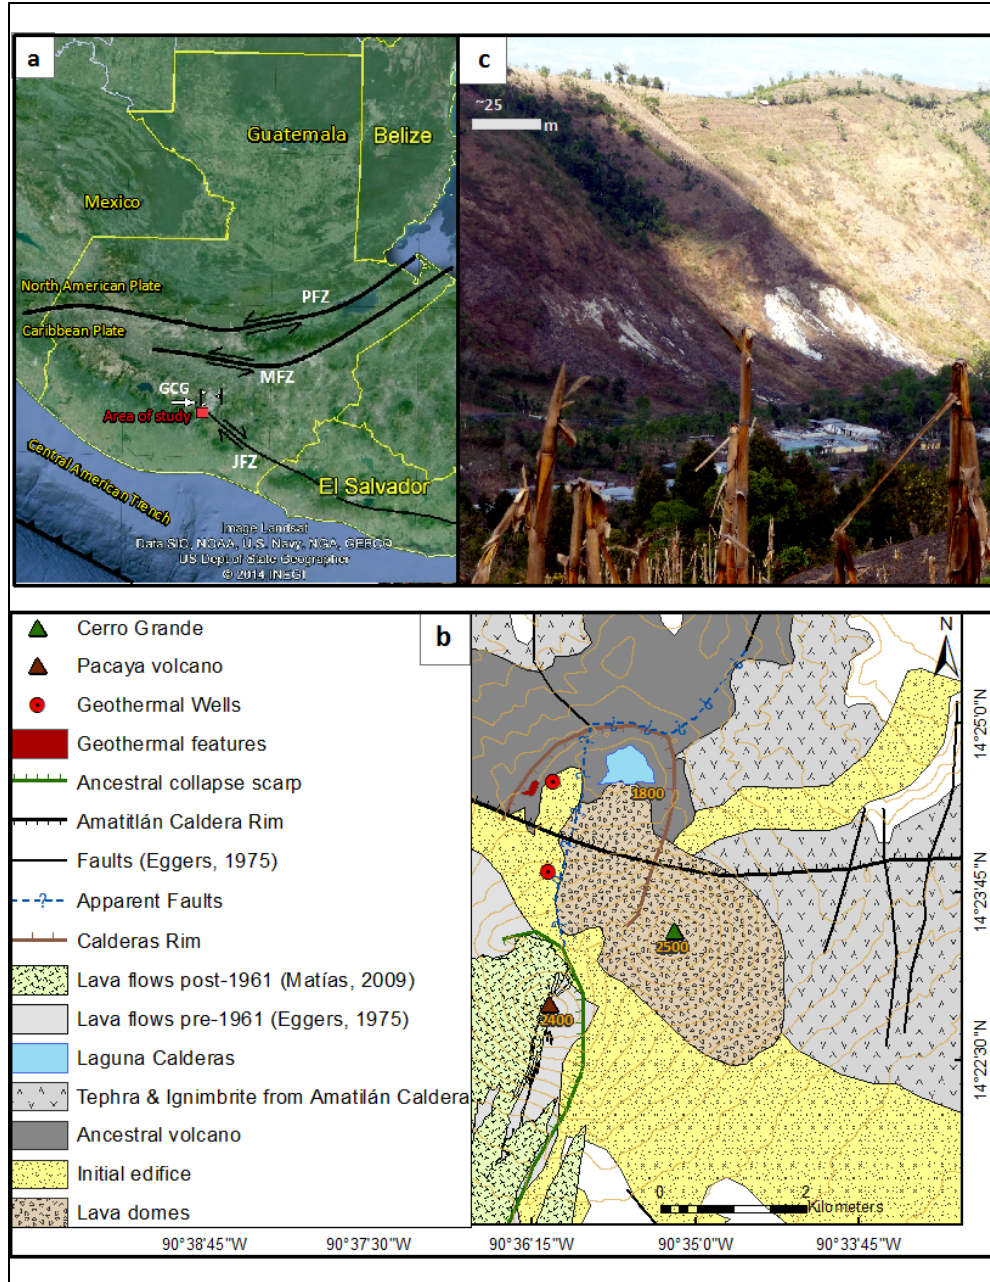 a
Guatemala
Belize
Mexico
North American Plate
PFZ
Caribbean Plate
MFZ
GCG
Area of study
JFZ
Central American Trench
El Salvador
Image Landsat
Data SIO, NOAA, U.S. Navy, NGA, GEBCO
US Dept of State Geographer
© 2014 INEGI
c
~25
m
Cerro Grande
Pacaya volcano
Geothermal Wells
Geothermal features
Ancestral collapse scarp
Amatitlán Caldera Rim
Faults (Eggers, 1975)
Apparent Faults
Calderas Rim
Lava flows post-1961 (Matías, 2009)
Lava flows pre-1961 (Eggers, 1975)
Laguna Calderas
Tephra & Ignimbrite from Amatilán Caldera
Ancestral volcano
Initial edifice
Lava domes
b
N
1800
2500
2400
0 2
Kilometers
14°25'0"N
14°23'45"N
14°22'30"N
90°38'45"W 90°37'30"W 90°36'15"W 90°35'0"W 90°33'45"W